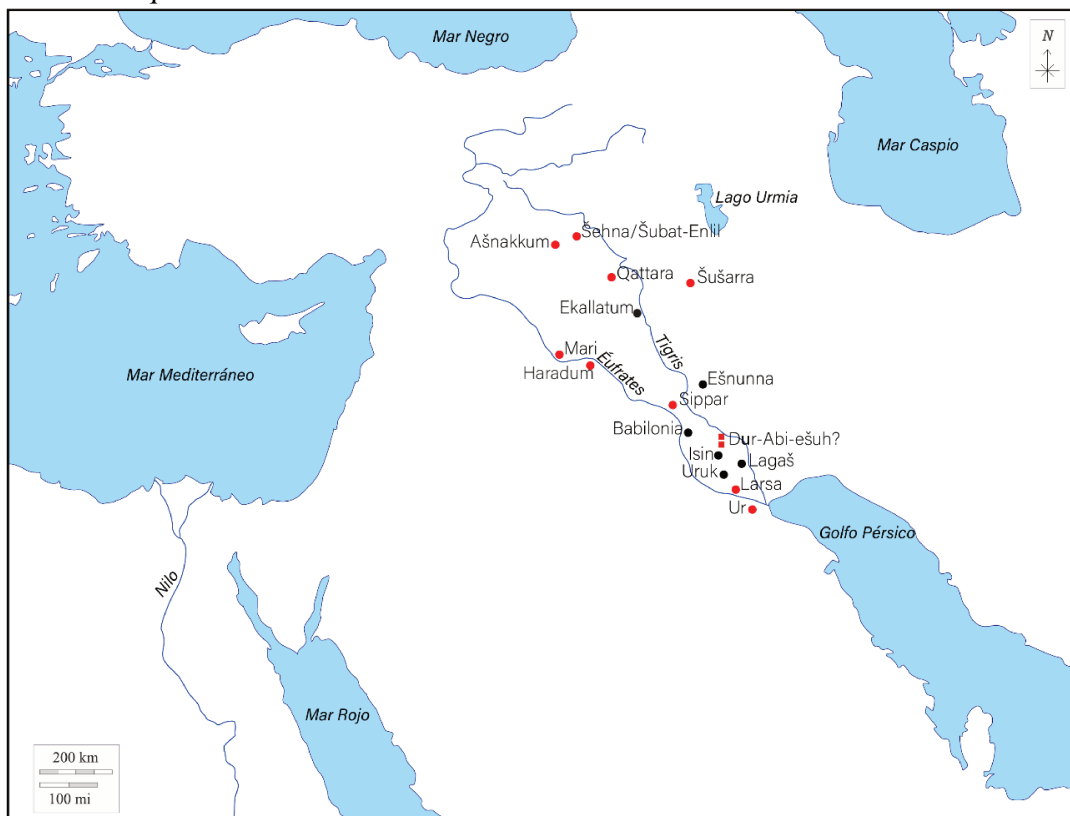 Mar Negro
N
Mar Caspio
Lago Urmia
Šehna/Šubat-Enlil
Ašnakkum
Qattara
Šušarra
Ekallatum
Tigris
Mari
Éufrates
Haradum
Mar Mediterráneo
Ešnunna
Sippar
Babilonia
Dur-Abi-ešuh?
Isin
Lagaš
Uruk
Larsa
Ur
Golfo Pérsico
Nilo
Mar Rojo
200 km
100 mi